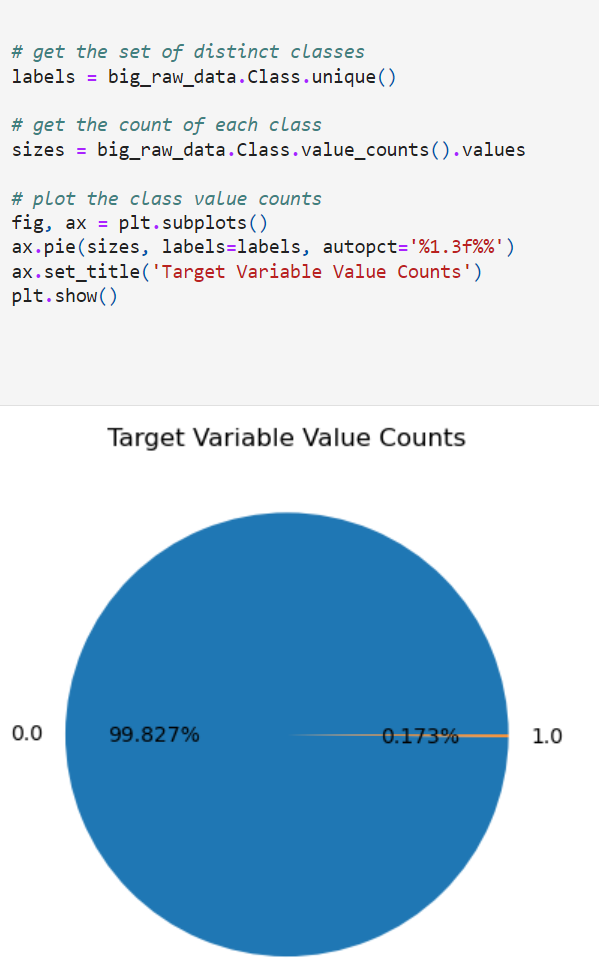 # get the set of distinct classes
labels = big_raw_data.Class.unique()
# get the count of each class
sizes = big_raw_data.Class.value_counts().values
# plot the class value counts
fig, ax = plt.subplots()
ax.pie(sizes, labels=labels, autopct='%1.3f%%')
ax.set_title('Target Variable Value Counts')
plt.show()
Target Variable Value Counts
0.0
99.827%
0.173%
1.0